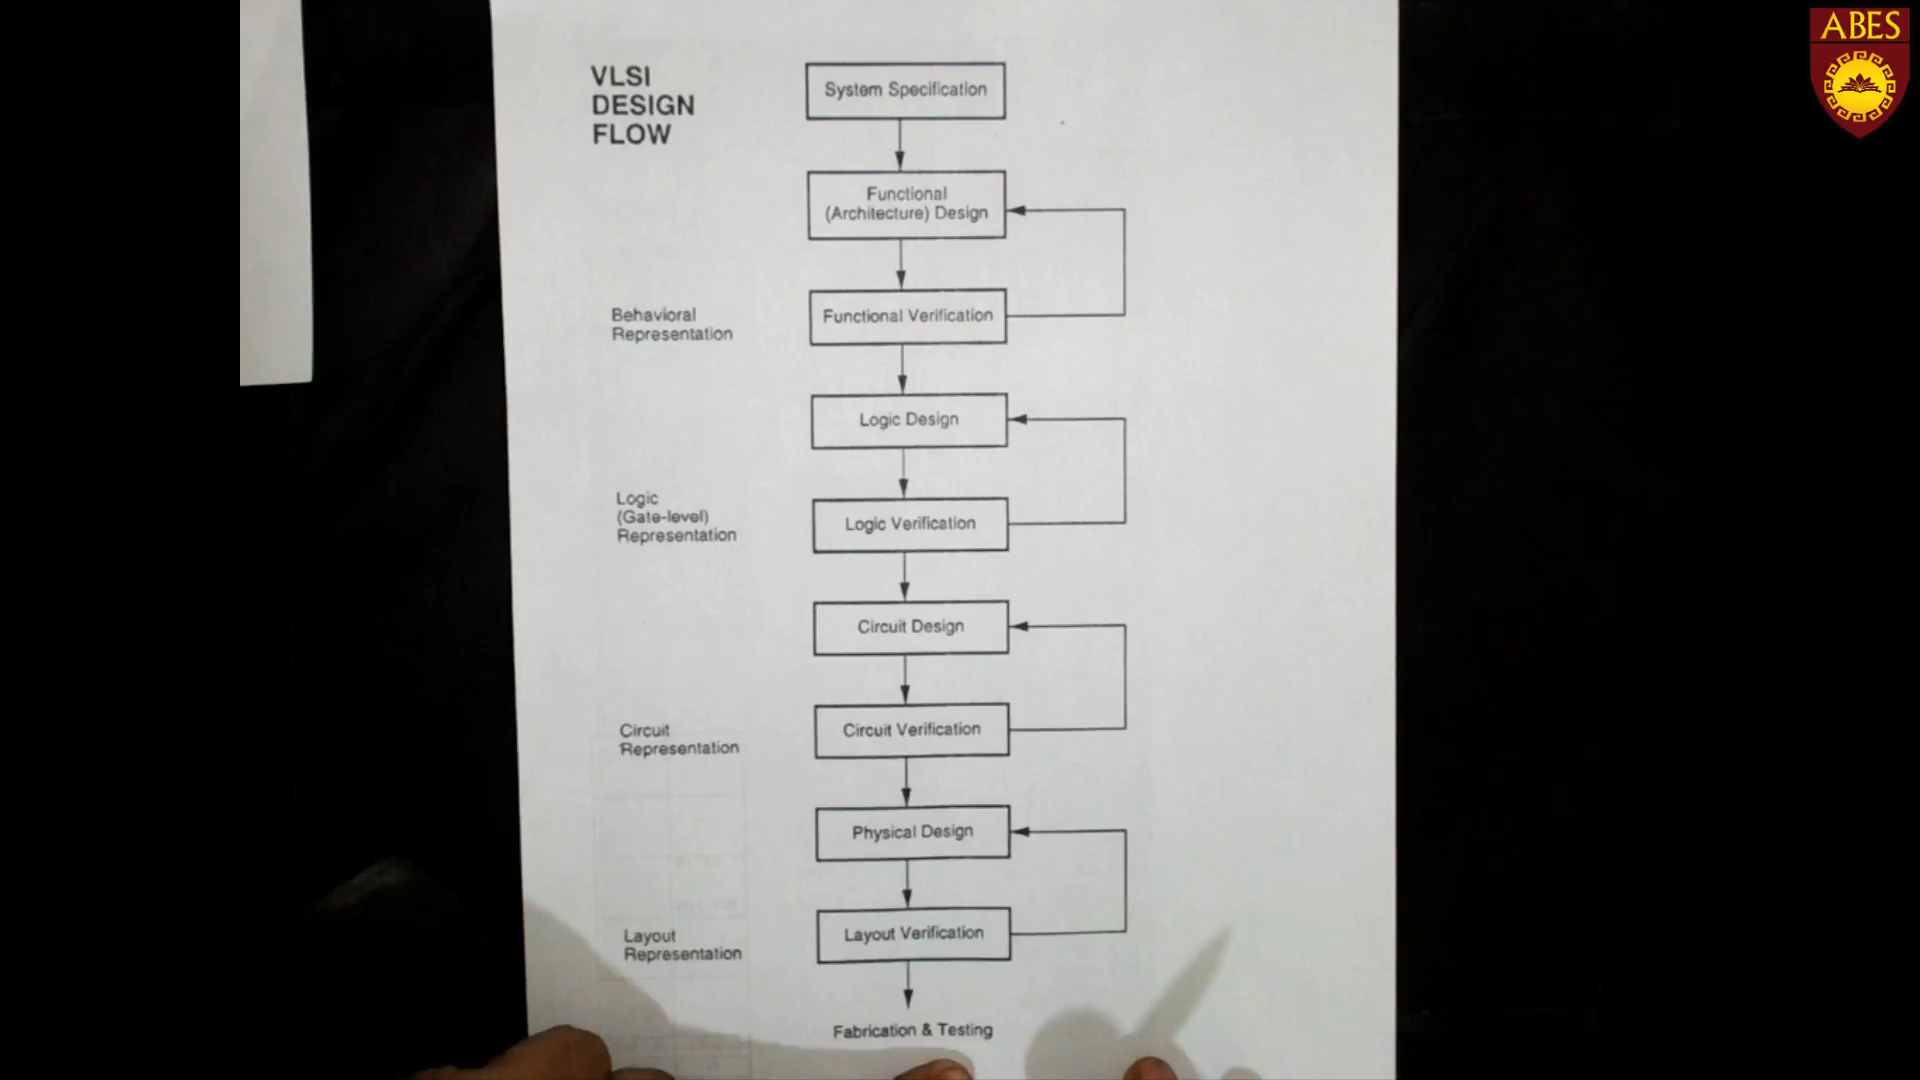 ABES
VLSI
DESIGN
FLOW
System Specification
Functional
(Architecture) Design
Behavioral
Representation
Functional Verification
Logic Design
Logic
(Gate-level)
Representation
Logic Verification
Circuit Design
Circuit
Representation
Circuit Verification
Physical Design
Layout
Representation
Layout Verification
Fabrication & Testing